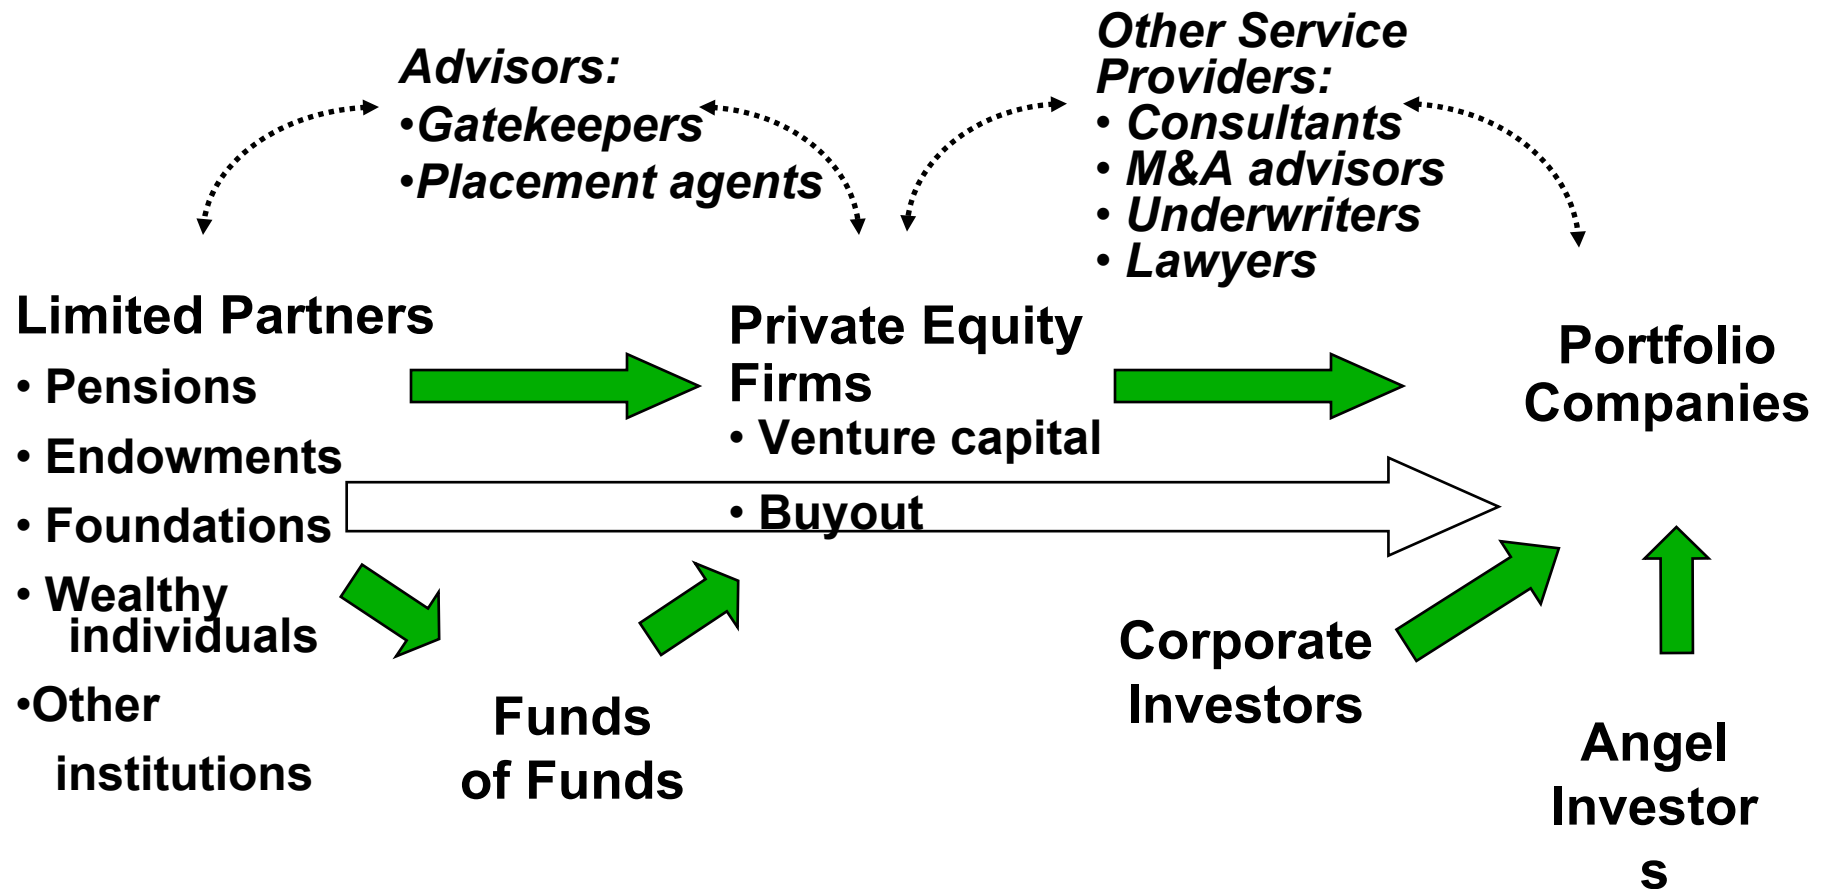 Advisors:
•Gatekeepers
•Placement agents
Other Service
Providers:
• Consultants
• M&A advisors
• Underwriters
• Lawyers
Limited Partners
• Pensions
• Endowments
• Foundations
• Wealthy
individuals
•Other
institutions
Private Equity
Firms
• Venture capital
• Buyout
Portfolio
Companies
Funds
of Funds
Corporate
Investors
Angel
Investor
s